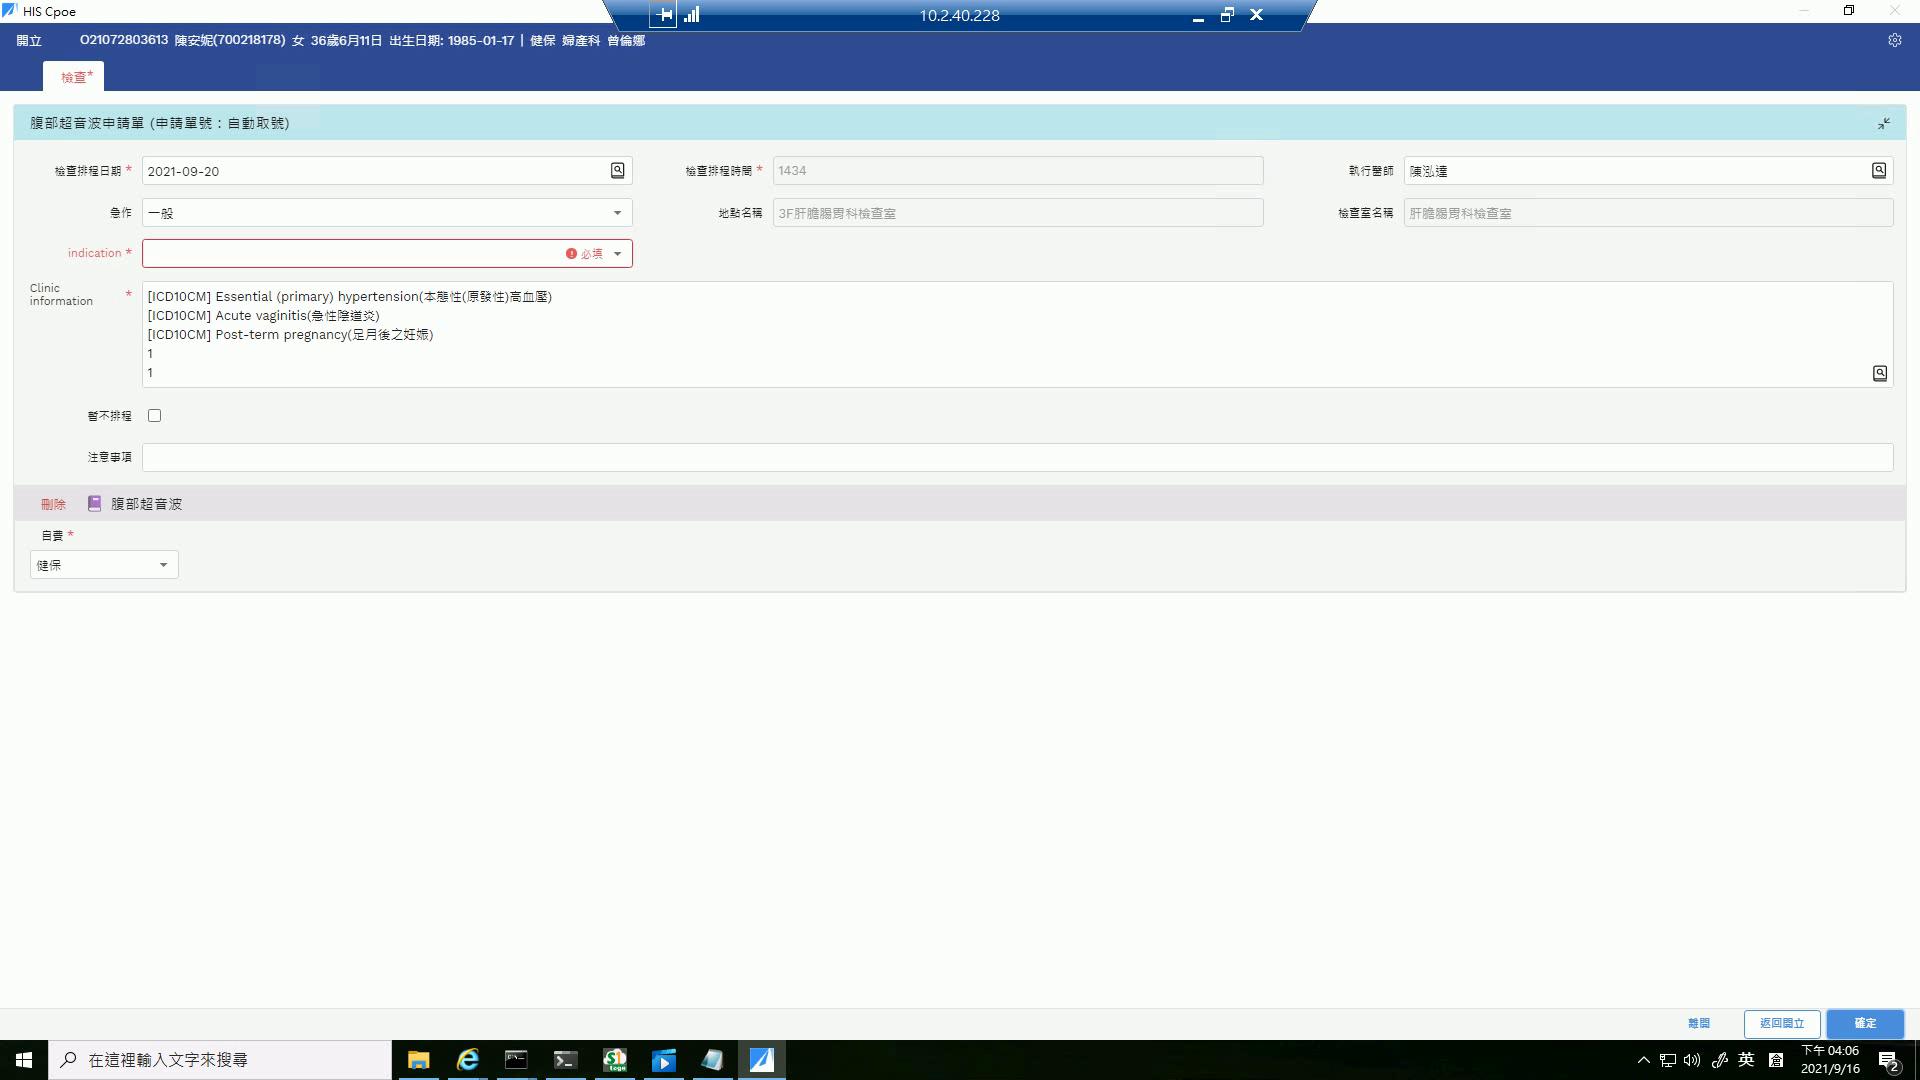 HIS Cpoe
10.2.40.228
開立 O21072803613 陳安妮(700218178) 女 36歲6月11日 出生日期: 1985-01-17 | 健保 婦產科 曾倫娜
檢查*
腹部超音波申請單 (申請單號：自動取號)
檢查排程日期 * 2021-09-20 檢查排程時間 * 1434 執行醫師 陳泓達
急作 一般 地點名稱 3F肝膽腸胃科檢查室 檢查室名稱 肝膽腸胃科檢查室
indication * 必填
Clinic information * [ICD10CM] Essential (primary) hypertension(本態性(原發性)高血壓)
[ICD10CM] Acute vaginitis(急性陰道炎)
[ICD10CM] Post-term pregnancy(足月後之妊娠)
1
1
暫不排程
注意事項
刪除 腹部超音波
自費 *
健保
離開 返回開立 確定
在這裡輸入文字來搜尋
英
下午 04:06
2021/9/16
2